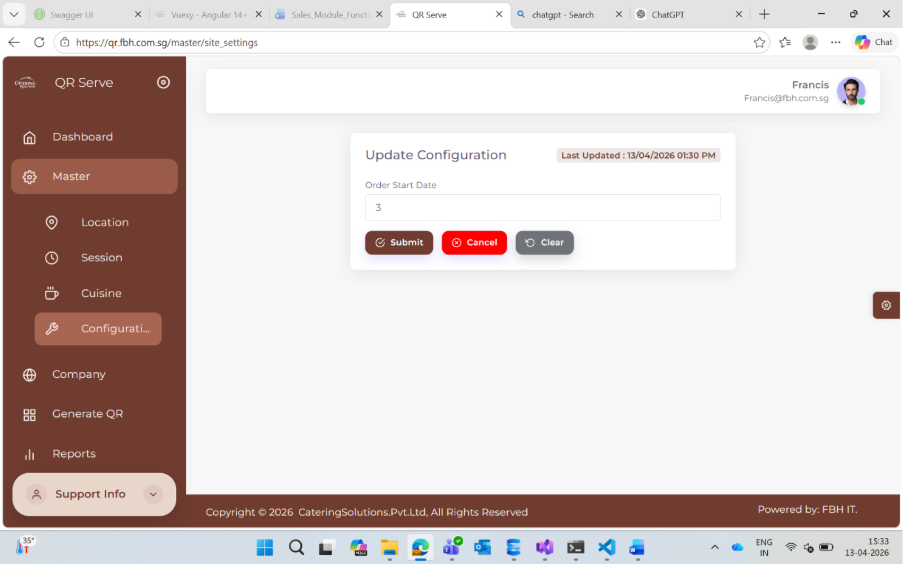 Swagger UI
Vuexy - Angular 14+
Sales_Module_Functi
QR Serve
chatgpt - Search
ChatGPT
https://qr.fbh.com.sg/master/site_settings
Chat
CATERING
QR Serve
Francis
Francis@fbh.com.sg
Dashboard
Master
Location
Session
Cuisine
Configurati...
Company
Generate QR
Reports
Support Info
Update Configuration
Last Updated : 13/04/2026 01:30 PM
Order Start Date
3
Submit
Cancel
Clear
Copyright © 2026 CateringSolutions.Pvt.Ltd, All Rights Reserved
Powered by: FBH IT.
35°
M365
ENG
IN
15:33
13-04-2026